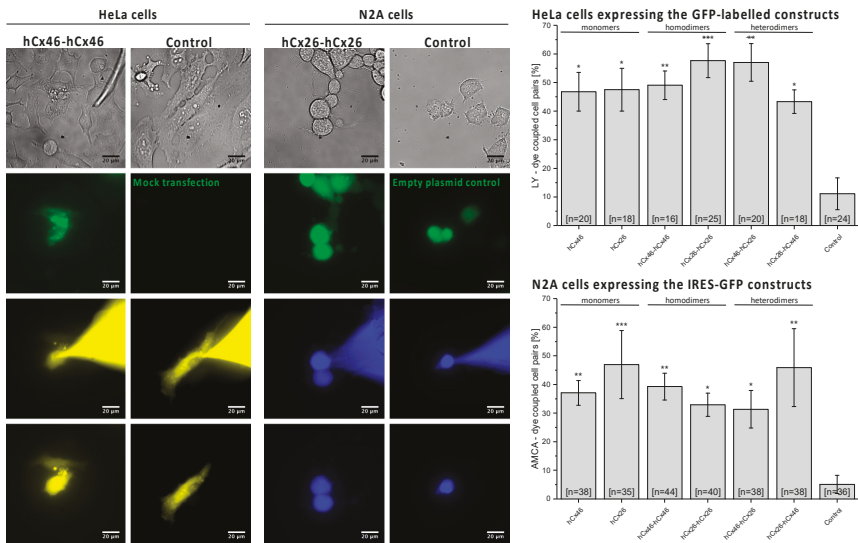 HeLa cells
N2A cells
hCx46-hCx46
Control
hCx26-hCx26
Control
20 µm
20 µm
20 µm
20 µm
Mock transfection
Empty plasmid control
20 µm
20 µm
20 µm
20 µm
20 µm
20 µm
20 µm
20 µm
20 µm
20 µm
20 µm
20 µm
HeLa cells expressing the GFP-labelled constructs
monomers
homodimers
heterodimers
LY - dye coupled cell pairs [%]
70
60
50
40
30
20
10
0
*
*
**
***
**
*
[n=20]
[n=18]
[n=16]
[n=25]
[n=20]
[n=18]
[n=24]
hCx46
hCx26
hCx46-hCx46
hCx26-hCx26
hCx46-hCx26
hCx26-hCx46
Control
N2A cells expressing the IRES-GFP constructs
monomers
homodimers
heterodimers
AMCA - dye coupled cell pairs [%]
70
60
50
40
30
20
10
0
**
***
**
*
*
**
[n=38]
[n=35]
[n=44]
[n=40]
[n=38]
[n=38]
[n=36]
hCx46
hCx26
hCx46-hCx46
hCx26-hCx26
hCx46-hCx26
hCx26-hCx46
Control